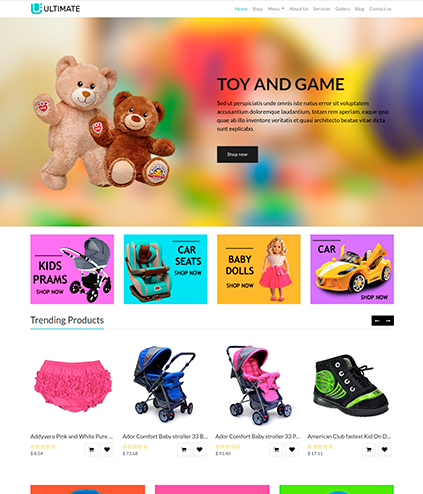 ULTIMATE
Home Shop Menu About Us Services Gallery Blog Contact us
TOY AND GAME
Sed ut perspiciatis unde omnis iste natus error sit voluptatem
accusantium doloremque laudantium, totam rem aperiam, eaque ipsa
quae ab illo inventore veritatis et quasi architecto beatae vitae dicta
sunt explicabo.
Shop now
KIDS
PRAMS
SHOP NOW
CAR
SEATS
SHOP NOW
BABY
DOLLS
SHOP NOW
CAR
SHOP NOW
Trending Products
Addyvero Pink and White Pure ...
$ 8.54
Ador Comfort Baby stroller 33 B...
$ 73.68
Ador Comfort Baby stroller 33 P...
$ 91.40
American Club fastest Kid On D...
$ 17.11